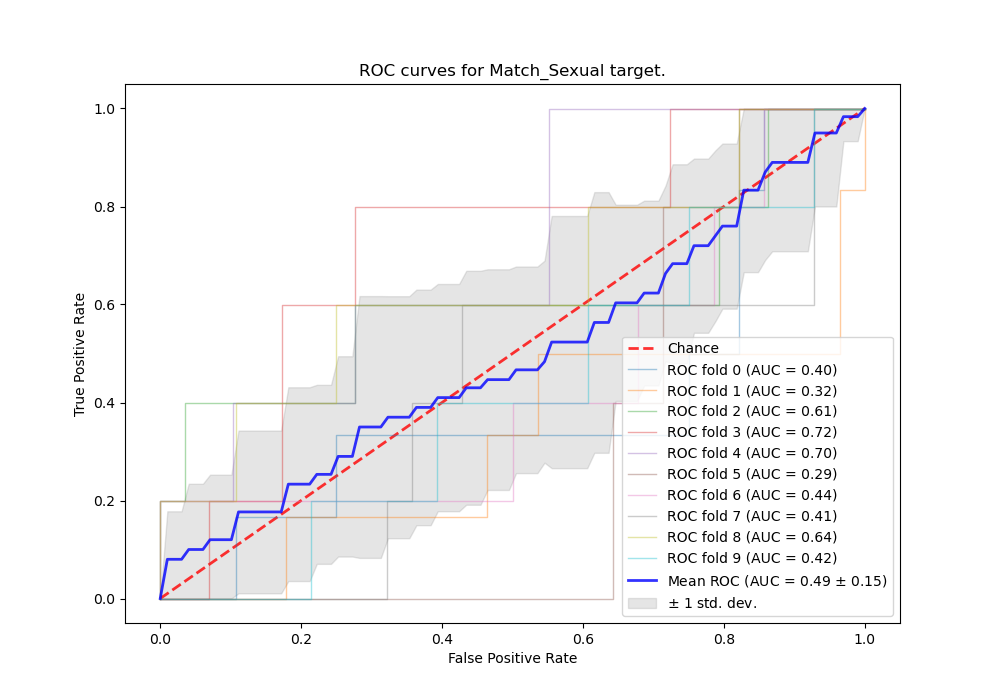 ROC curves for Match_Sexual target.
True Positive Rate
1.0
0.8
0.6
0.4
0.2
0.0
0.0 0.2 0.4 0.6 0.8 1.0
False Positive Rate
Chance
ROC fold 0 (AUC = 0.40)
ROC fold 1 (AUC = 0.32)
ROC fold 2 (AUC = 0.61)
ROC fold 3 (AUC = 0.72)
ROC fold 4 (AUC = 0.70)
ROC fold 5 (AUC = 0.29)
ROC fold 6 (AUC = 0.44)
ROC fold 7 (AUC = 0.41)
ROC fold 8 (AUC = 0.64)
ROC fold 9 (AUC = 0.42)
Mean ROC (AUC = 0.49 ± 0.15)
± 1 std. dev.